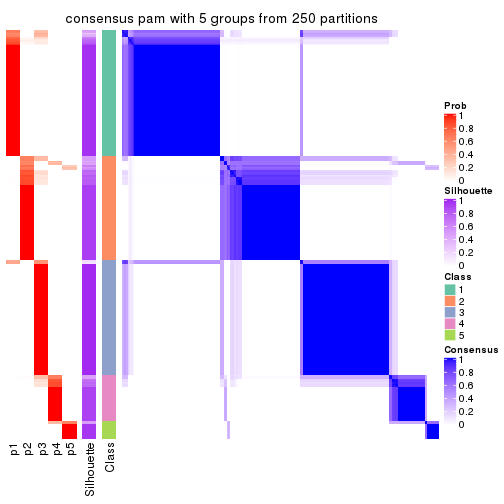 consensus pam with 5 groups from 250 partitions
Prob
1
0.8
0.6
0.4
0.2
0
Silhouette
1
0.8
0.6
0.4
0.2
0
Class
1
2
3
4
5
Consensus
1
0.8
0.6
0.4
0.2
0
p1
p2
p3
p4
p5
Silhouette
Class